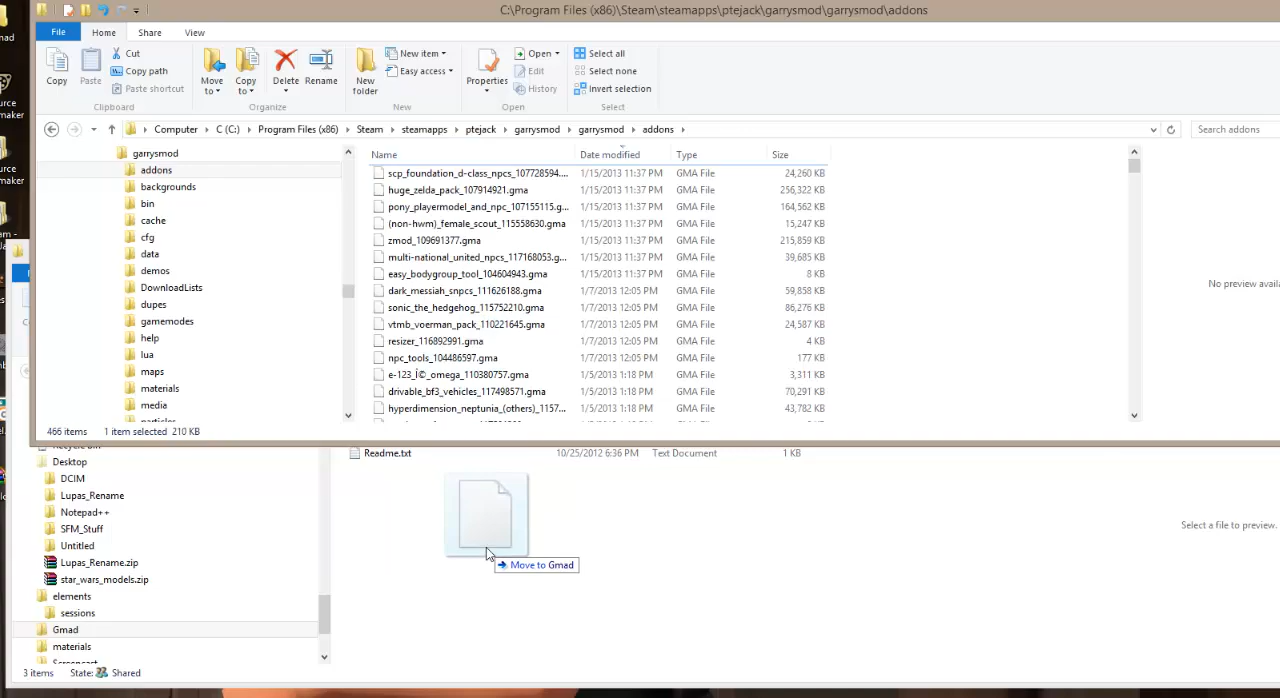 C:\Program Files (x86)\Steam\steamapps\ptejack\garrysmod\garrysmod\addons
File Home Share View
Copy
Paste
Cut
Copy path
Paste shortcut
Clipboard
Move to
Copy to
Delete
Rename
Organize
New folder
New item
Easy access
New
Properties
Open
Edit
History
Open
Select all
Select none
Invert selection
Select
Computer C (C:) Program Files (x86) Steam steamapps ptejack garrysmod garrysmod addons
Search addons
garrysmod
addons
backgrounds
bin
cache
cfg
data
demos
DownloadLists
dupes
gamemodes
help
lua
maps
materials
media
Name Date modified Type Size
scp_foundation_d-class_npcs_107728594.... 1/15/2013 11:37 PM GMA File 24,260 KB
huge_zelda_pack_107914921.gma 1/15/2013 11:37 PM GMA File 256,322 KB
pony_playermodel_and_npc_107155115.g... 1/15/2013 11:37 PM GMA File 164,562 KB
(non-hwm)_female_scout_115558630.gma 1/15/2013 11:37 PM GMA File 15,247 KB
zmod_109691377.gma 1/15/2013 11:37 PM GMA File 215,859 KB
multi-national_united_npcs_117168053.g... 1/15/2013 11:37 PM GMA File 39,685 KB
easy_bodygroup_tool_104604943.gma 1/15/2013 11:37 PM GMA File 8 KB
dark_messiah_snpcs_111626188.gma 1/7/2013 12:05 PM GMA File 59,858 KB
sonic_the_hedgehog_115752210.gma 1/7/2013 12:05 PM GMA File 86,276 KB
vtmb_voerman_pack_110221645.gma 1/7/2013 12:05 PM GMA File 24,587 KB
resizer_116892991.gma 1/7/2013 12:05 PM GMA File 4 KB
npc_tools_104486597.gma 1/7/2013 12:05 PM GMA File 177 KB
e-123_Î©_omega_110380757.gma 1/5/2013 1:18 PM GMA File 3,311 KB
drivable_bf3_vehicles_117498571.gma 1/5/2013 1:18 PM GMA File 70,291 KB
hyperdimension_neptunia_(others)_1157... 1/5/2013 1:18 PM GMA File 43,782 KB
No preview availa
466 items 1 item selected 210 KB
Desktop
DCIM
Lupas_Rename
Notepad++
SFM_Stuff
Untitled
Lupas_Rename.zip
star_wars_models.zip
elements
sessions
Gmad
materials
Readme.txt 10/25/2012 6:36 PM Text Document 1 KB
Move to Gmad
Select a file to preview.
3 items State: Shared